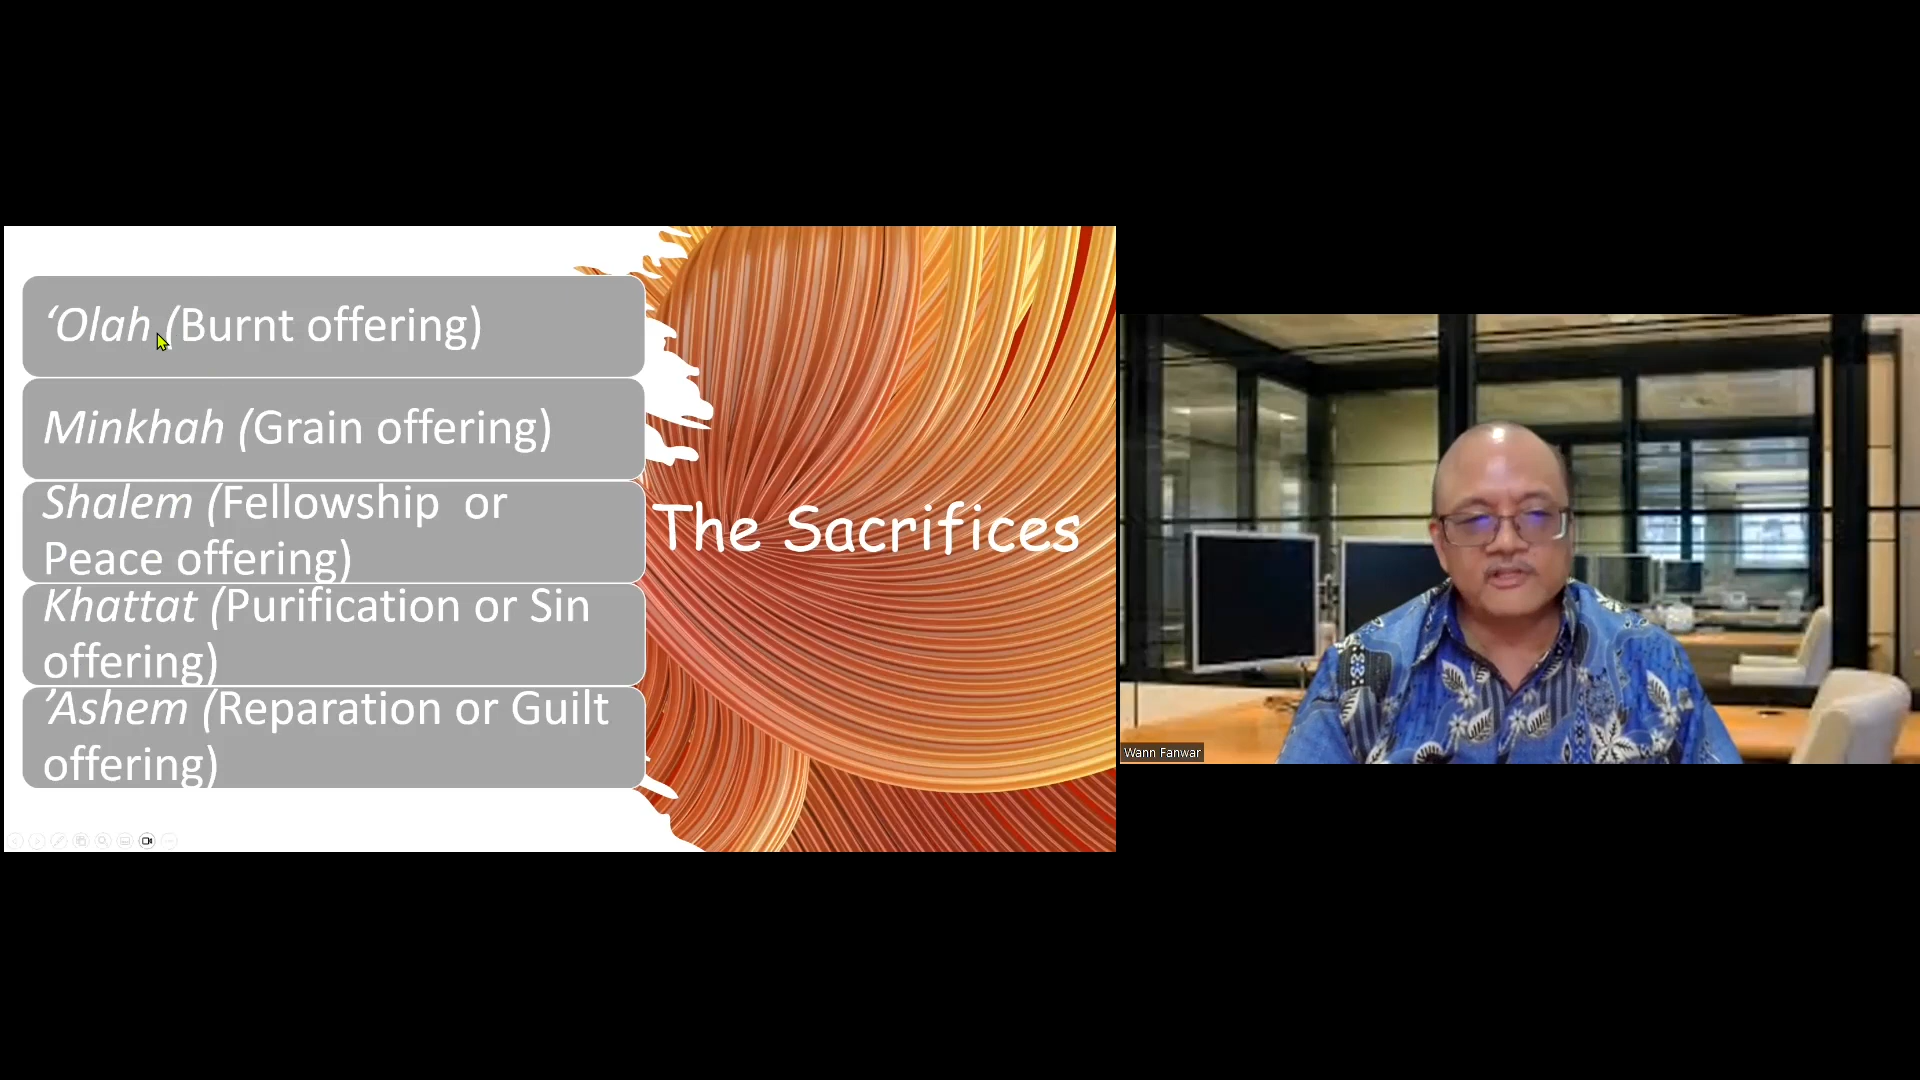 ‘Olah (Burnt offering)
Minkhah (Grain offering)
Shalem (Fellowship or
Peace offering)
Khattat (Purification or Sin
offering)
’Ashem (Reparation or Guilt
offering)
The Sacrifices
Wann Fanwar